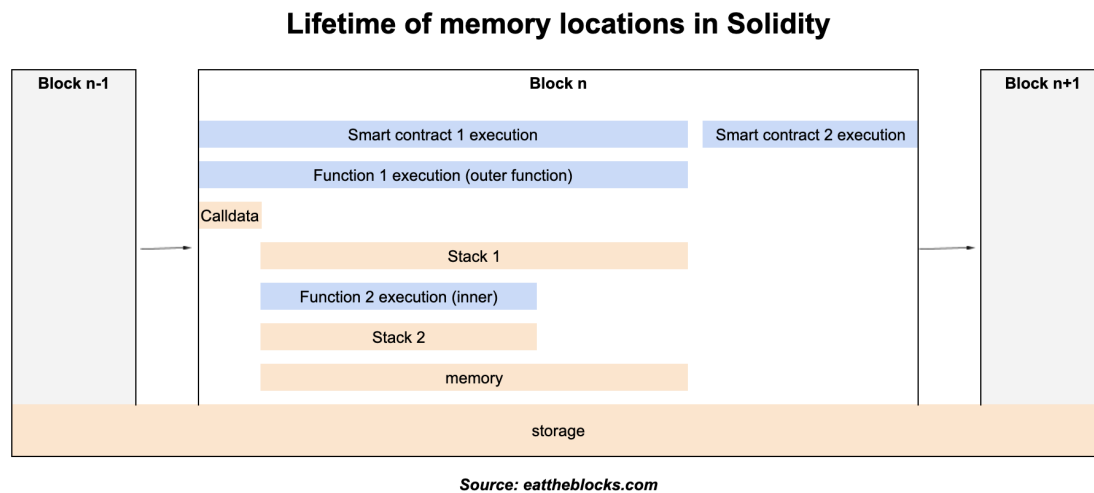 Lifetime of memory locations in Solidity
Block n-1
Block n
Block n+1
Smart contract 1 execution
Smart contract 2 execution
Function 1 execution (outer function)
Calldata
Stack 1
Function 2 execution (inner)
Stack 2
memory
storage
Source: eattheblocks.com